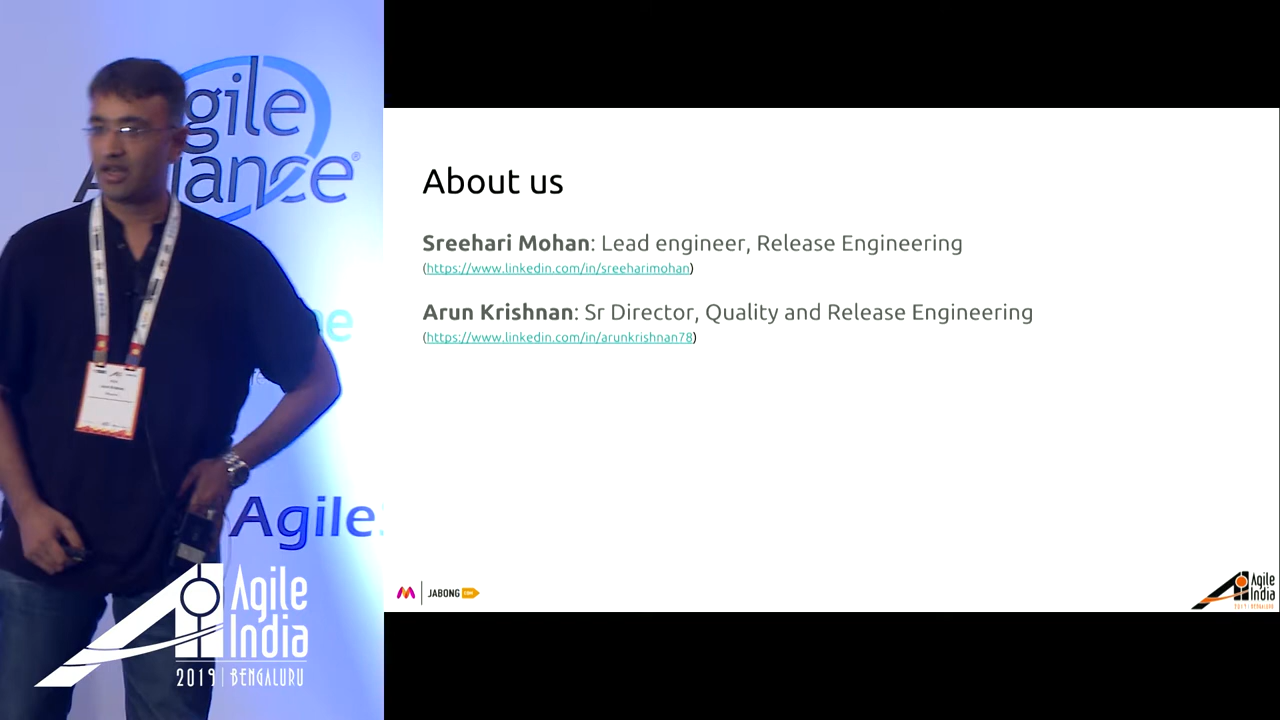 Agile
Alliance®
Agile
Agile
India
2019 | BENGALURU
About us
Sreehari Mohan: Lead engineer, Release Engineering
(https://www.linkedin.com/in/sreeharimohan)
Arun Krishnan: Sr Director, Quality and Release Engineering
(https://www.linkedin.com/in/arunkrishnan78)
JABONG
Agile
India
2019 | BENGALURU